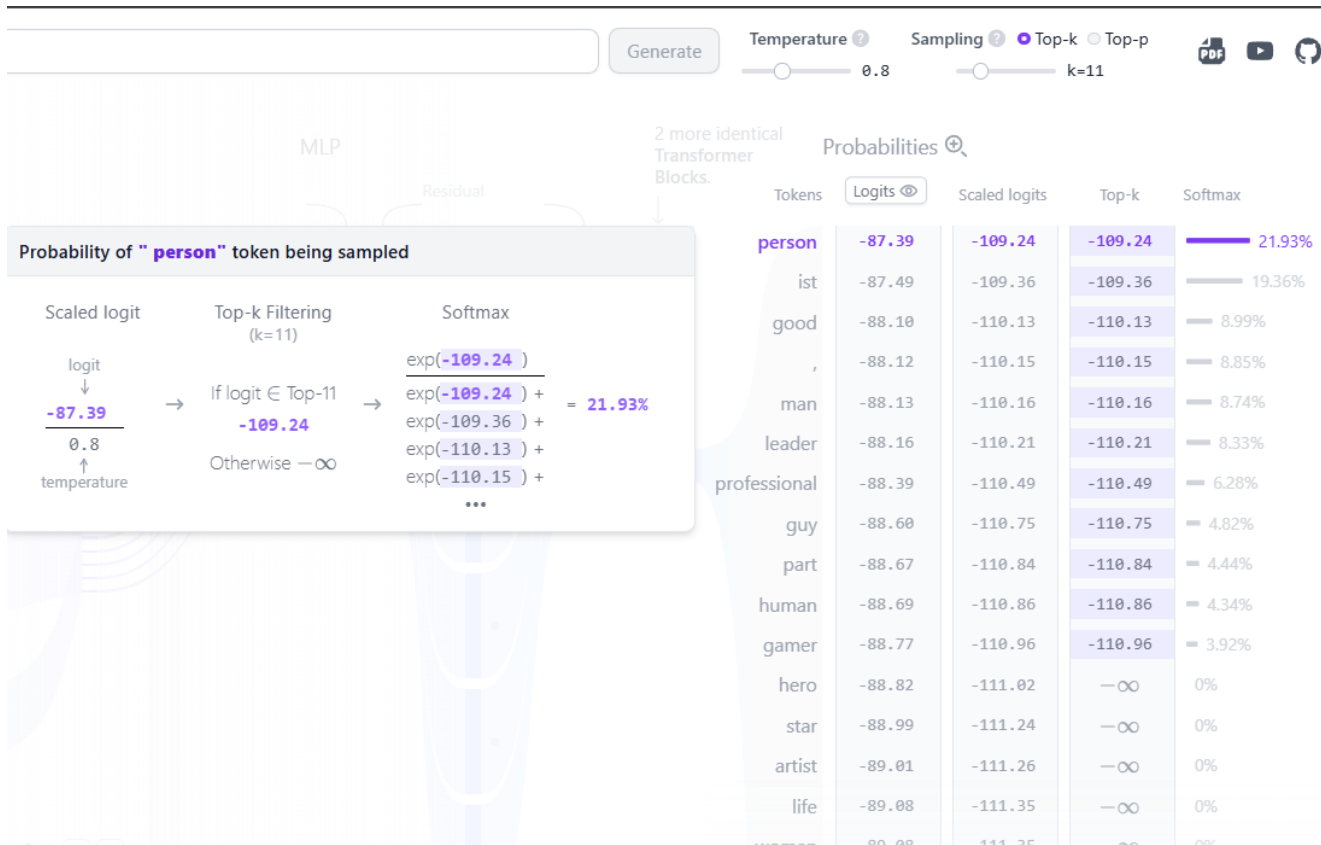 Generate
Temperature ?
0.8
Sampling ? Top-k Top-p
k=11
PDF
MLP
Residual
2 more identical
Transformer
Blocks.
Probabilities
Tokens Logits Scaled logits Top-k Softmax
person -87.39 -109.24 -109.24 21.93%
ist -87.49 -109.36 -109.36 19.36%
good -88.10 -110.13 -110.13 8.99%
, -88.12 -110.15 -110.15 8.85%
man -88.13 -110.16 -110.16 8.74%
leader -88.16 -110.21 -110.21 8.33%
professional -88.39 -110.49 -110.49 6.28%
guy -88.60 -110.75 -110.75 4.82%
part -88.67 -110.84 -110.84 4.44%
human -88.69 -110.86 -110.86 4.34%
gamer -88.77 -110.96 -110.96 3.92%
hero -88.82 -111.02 −∞ 0%
star -88.99 -111.24 −∞ 0%
artist -89.01 -111.26 −∞ 0%
life -89.08 -111.35 −∞ 0%
Probability of " person" token being sampled
Scaled logit
logit
↓
-87.39
0.8
↑
temperature
→
Top-k Filtering
(k=11)
If logit ∈ Top-11
-109.24
Otherwise −∞
→
Softmax
exp(-109.24 )
exp(-109.24 ) +
exp(-109.36 ) +
exp(-110.13 ) +
exp(-110.15 ) +
•••
= 21.93%